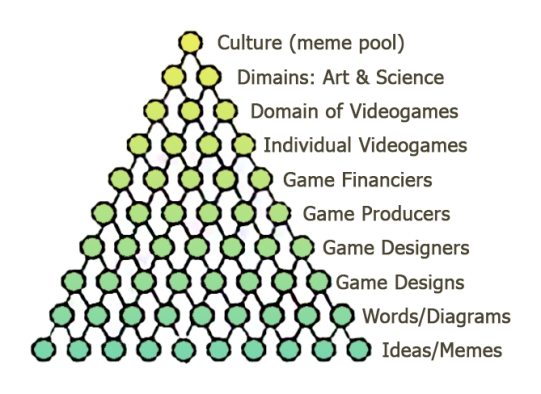 Culture (meme pool)
Dimains: Art & Science
Domain of Videogames
Individual Videogames
Game Financiers
Game Producers
Game Designers
Game Designs
Words/Diagrams
Ideas/Memes